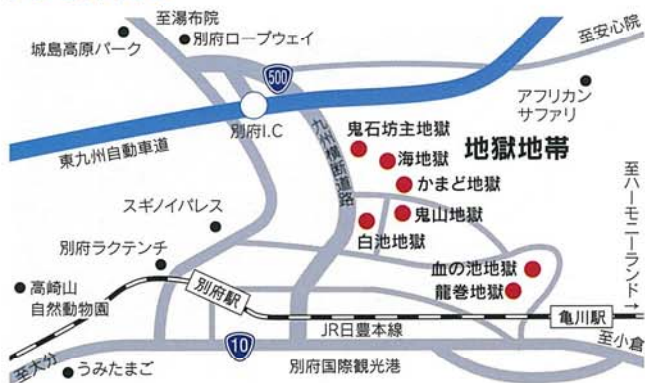 至湯布院
別府ロープウェイ
城島高原パーク
500
至安心院
アフリカン
サファリ
別府I.C
東九州自動車道
九州横断道路
鬼石坊主地獄
海地獄
地獄地帯
かまど地獄
鬼山地獄
白池地獄
至ハーモニーランド
スギノイパレス
別府ラクテンチ
血の池地獄
龍巻地獄
高崎山
自然動物園
別府駅
JR日豊本線
亀川駅
至小倉
10
別府国際観光港
至大分
うみたまご